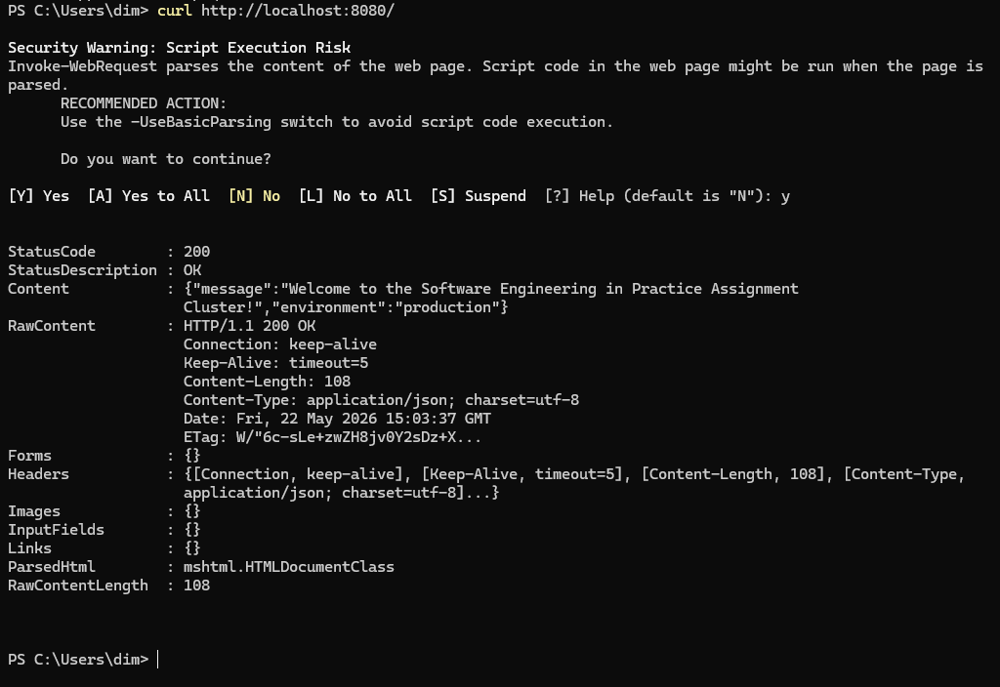 PS C:\Users\dim> curl http://localhost:8080/
Security Warning: Script Execution Risk
Invoke-WebRequest parses the content of the web page. Script code in the web page might be run when the page is
parsed.
      RECOMMENDED ACTION:
      Use the -UseBasicParsing switch to avoid script code execution.
      Do you want to continue?
[Y] Yes  [A] Yes to All  [N] No  [L] No to All  [S] Suspend  [?] Help (default is "N"): y
StatusCode        : 200
StatusDescription : OK
Content           : {"message":"Welcome to the Software Engineering in Practice Assignment
                    Cluster!","environment":"production"}
RawContent        : HTTP/1.1 200 OK
                    Connection: keep-alive
                    Keep-Alive: timeout=5
                    Content-Length: 108
                    Content-Type: application/json; charset=utf-8
                    Date: Fri, 22 May 2026 15:03:37 GMT
                    ETag: W/"6c-sLe+zwZH8jv0Y2sDz+X...
Forms             : {}
Headers           : {[Connection, keep-alive], [Keep-Alive, timeout=5], [Content-Length, 108], [Content-Type,
                    application/json; charset=utf-8]...}
Images            : {}
InputFields       : {}
Links             : {}
ParsedHtml        : mshtml.HTMLDocumentClass
RawContentLength  : 108
PS C:\Users\dim>